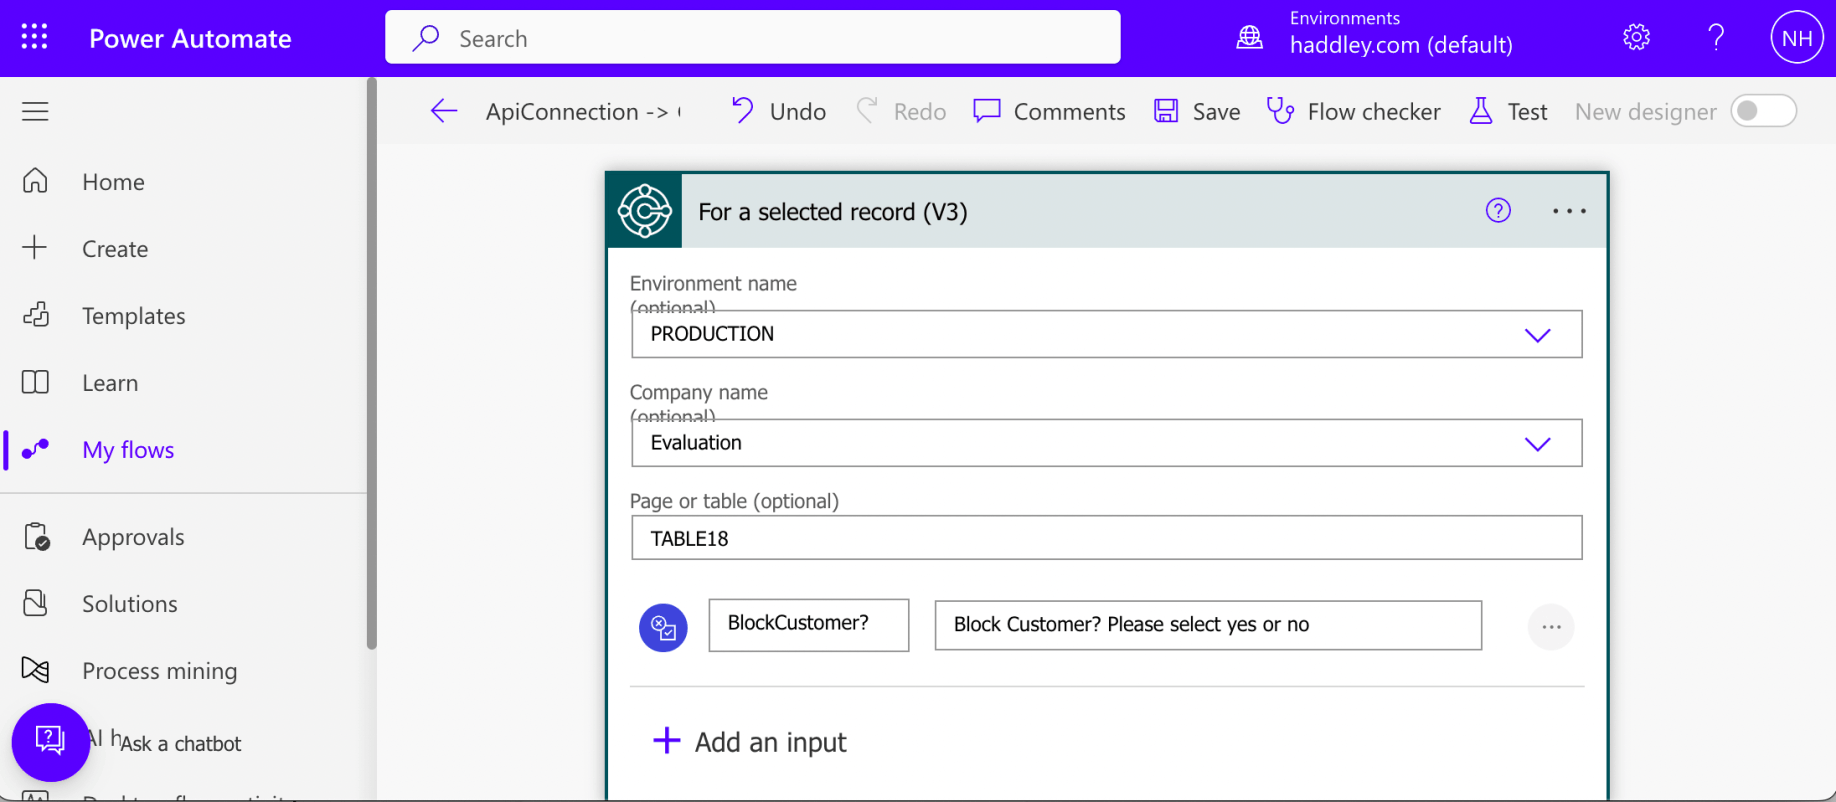 Power Automate
Search
Environments
haddley.com (default)
?
NH
ApiConnection ->
Undo
Redo
Comments
Save
Flow checker
Test
New designer
Home
Create
Templates
Learn
My flows
Approvals
Solutions
Process mining
AI
Ask a chatbot
For a selected record (V3)
?
Environment name
(optional)
PRODUCTION
Company name
(optional)
Evaluation
Page or table (optional)
TABLE18
BlockCustomer?
Block Customer? Please select yes or no
Add an input